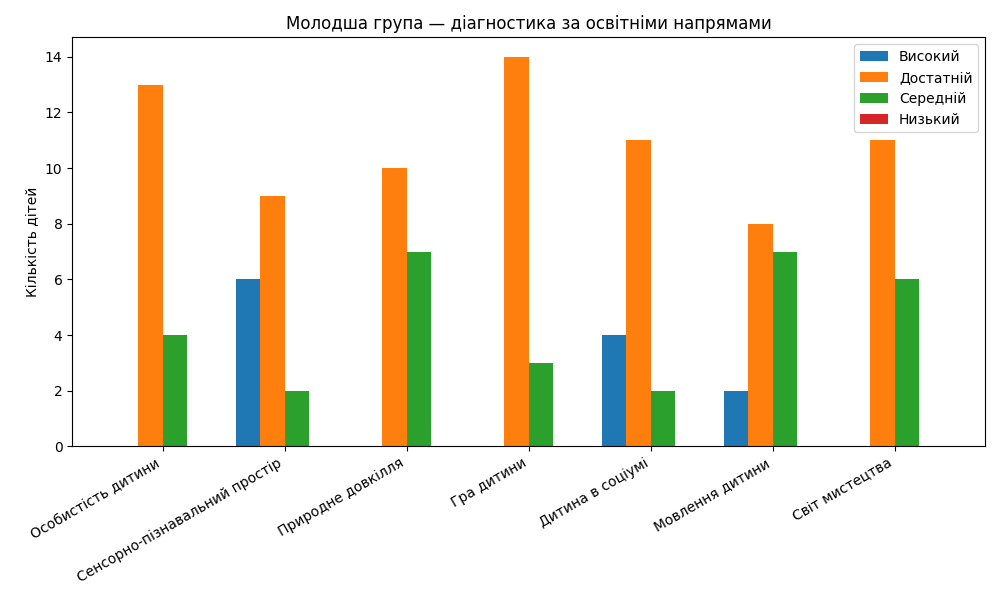 Молодша група — діагностика за освітніми напрямами
Високий
Достатній
Середній
Низький
Кількість дітей
14
12
10
8
6
4
2
0
Особистість дитини
Сенсорно-пізнавальний простір
Природне довкілля
Гра дитини
Дитина в соціумі
Мовлення дитини
Світ мистецтва